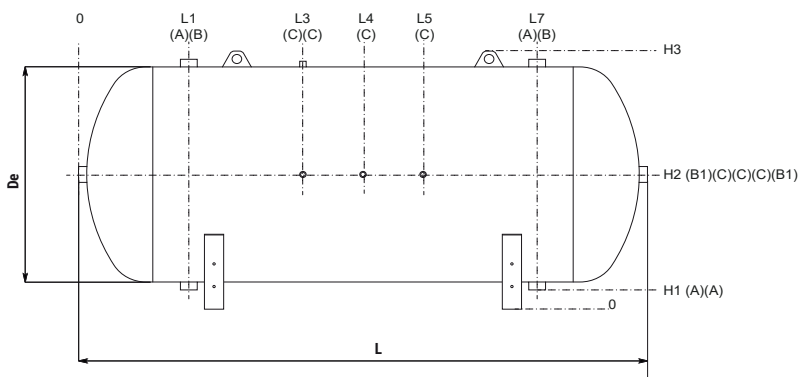 0
L1
(A)(B)
L3
(C)(C)
L4
(C)
L5
(C)
L7
(A)(B)
H3
De
H2 (B1)(C)(C)(C)(B1)
H1 (A)(A)
0
L